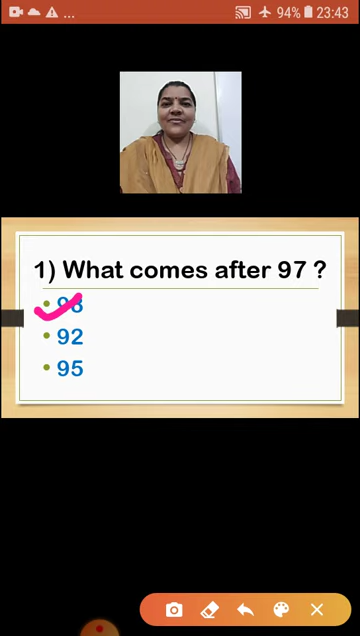 ... 94% 23:43
1) What comes after 97 ?
• 98
• 92
• 95